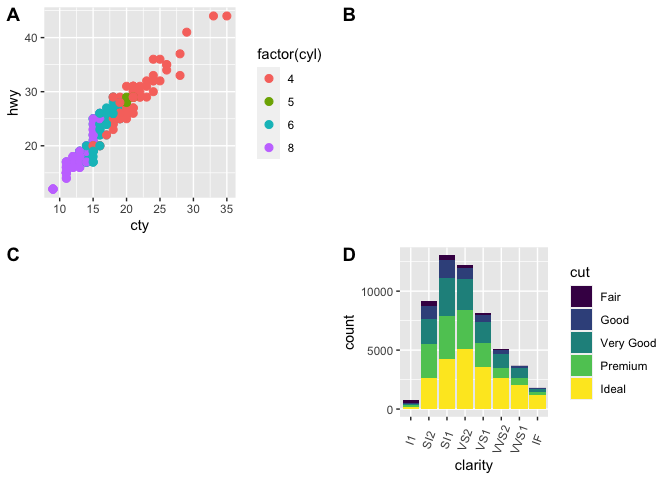 A
hwy
40
30
20
10 15 20 25 30 35
cty
factor(cyl)
4
5
6
8
B
C
D
count
10000
5000
0
I1 SI2 SI1 VS2 VS1 VVS2 VVS1 IF
clarity
cut
Fair
Good
Very Good
Premium
Ideal